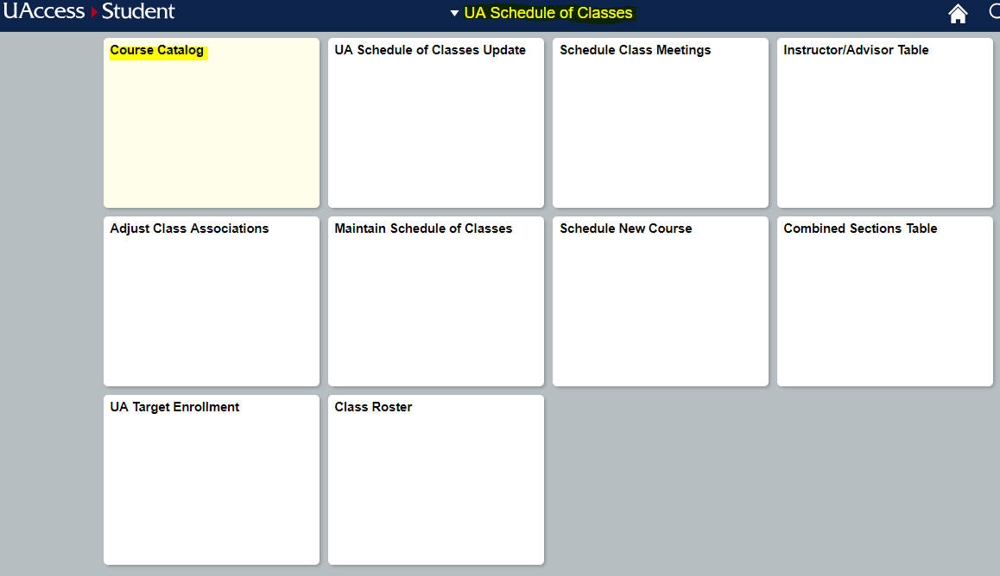 UAccess Student
UA Schedule of Classes
Course Catalog
UA Schedule of Classes Update
Schedule Class Meetings
Instructor/Advisor Table
Adjust Class Associations
Maintain Schedule of Classes
Schedule New Course
Combined Sections Table
UA Target Enrollment
Class Roster